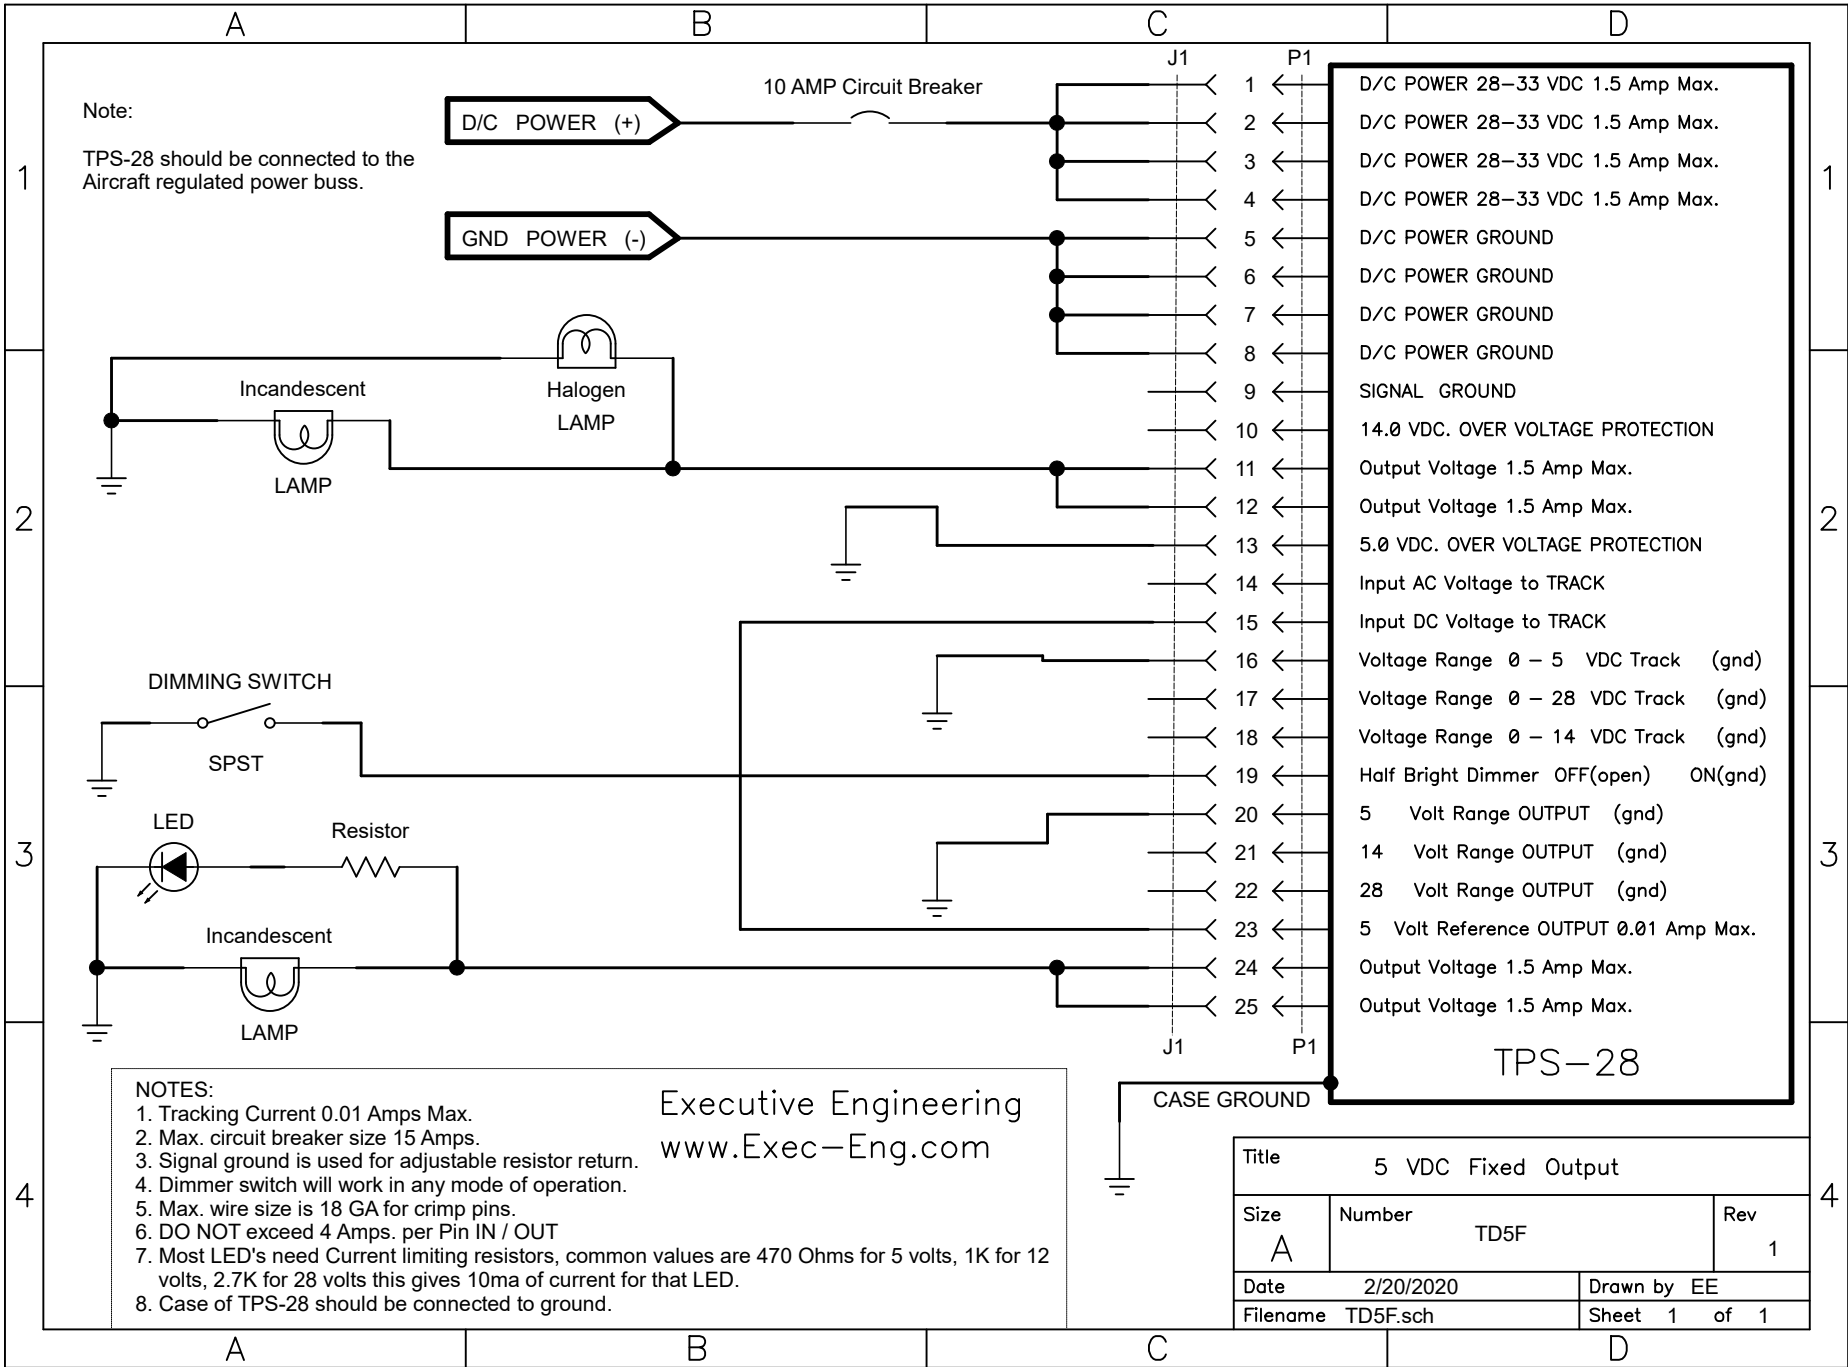 A B C D
Note:
TPS-28 should be connected to the
Aircraft regulated power buss.
D/C POWER (+)
10 AMP Circuit Breaker
GND POWER (-)
J1 P1
1 D/C POWER 28-33 VDC 1.5 Amp Max.
2 D/C POWER 28-33 VDC 1.5 Amp Max.
3 D/C POWER 28-33 VDC 1.5 Amp Max.
4 D/C POWER 28-33 VDC 1.5 Amp Max.
5 D/C POWER GROUND
6 D/C POWER GROUND
7 D/C POWER GROUND
8 D/C POWER GROUND
9 SIGNAL GROUND
10 14.0 VDC. OVER VOLTAGE PROTECTION
11 Output Voltage 1.5 Amp Max.
12 Output Voltage 1.5 Amp Max.
13 5.0 VDC. OVER VOLTAGE PROTECTION
14 Input AC Voltage to TRACK
15 Input DC Voltage to TRACK
16 Voltage Range 0 - 5 VDC Track (gnd)
17 Voltage Range 0 - 28 VDC Track (gnd)
18 Voltage Range 0 - 14 VDC Track (gnd)
19 Half Bright Dimmer OFF(open) ON(gnd)
20 5 Volt Range OUTPUT (gnd)
21 14 Volt Range OUTPUT (gnd)
22 28 Volt Range OUTPUT (gnd)
23 5 Volt Reference OUTPUT 0.01 Amp Max.
24 Output Voltage 1.5 Amp Max.
25 Output Voltage 1.5 Amp Max.
J1 P1
TPS-28
CASE GROUND
Halogen
LAMP
Incandescent
LAMP
DIMMING SWITCH
SPST
LED
Resistor
Incandescent
LAMP
1 1
2 2
3 3
4 4
NOTES:
1. Tracking Current 0.01 Amps Max.
2. Max. circuit breaker size 15 Amps.
3. Signal ground is used for adjustable resistor return.
4. Dimmer switch will work in any mode of operation.
5. Max. wire size is 18 GA for crimp pins.
6. DO NOT exceed 4 Amps. per Pin IN / OUT
7. Most LED's need Current limiting resistors, common values are 470 Ohms for 5 volts, 1K for 12
volts, 2.7K for 28 volts this gives 10ma of current for that LED.
8. Case of TPS-28 should be connected to ground.
Executive Engineering
www.Exec-Eng.com
Title 5 VDC Fixed Output
Size A
Number TD5F
Rev 1
Date 2/20/2020
Drawn by EE
Filename TD5F.sch
Sheet 1 of 1
A B C D